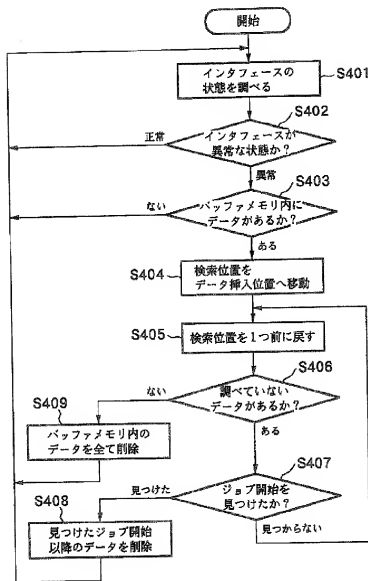 開始
インタフェースの
状態を調べる
S401
S402
インタフェースが
異常な状態か？
正常
異常
S403
バッファメモリ内に
データがあるか？
ない
ある
S404
検索位置を
データ挿入位置へ移動
S405
検索位置を1つ前に戻す
S406
調べていない
データがあるか？
ない
ある
S409
バッファメモリ内の
データを全て削除
S407
ジョブ開始を
見つけたか？
見つけた
見つからない
S408
見つけたジョブ開始
以降のデータを削除